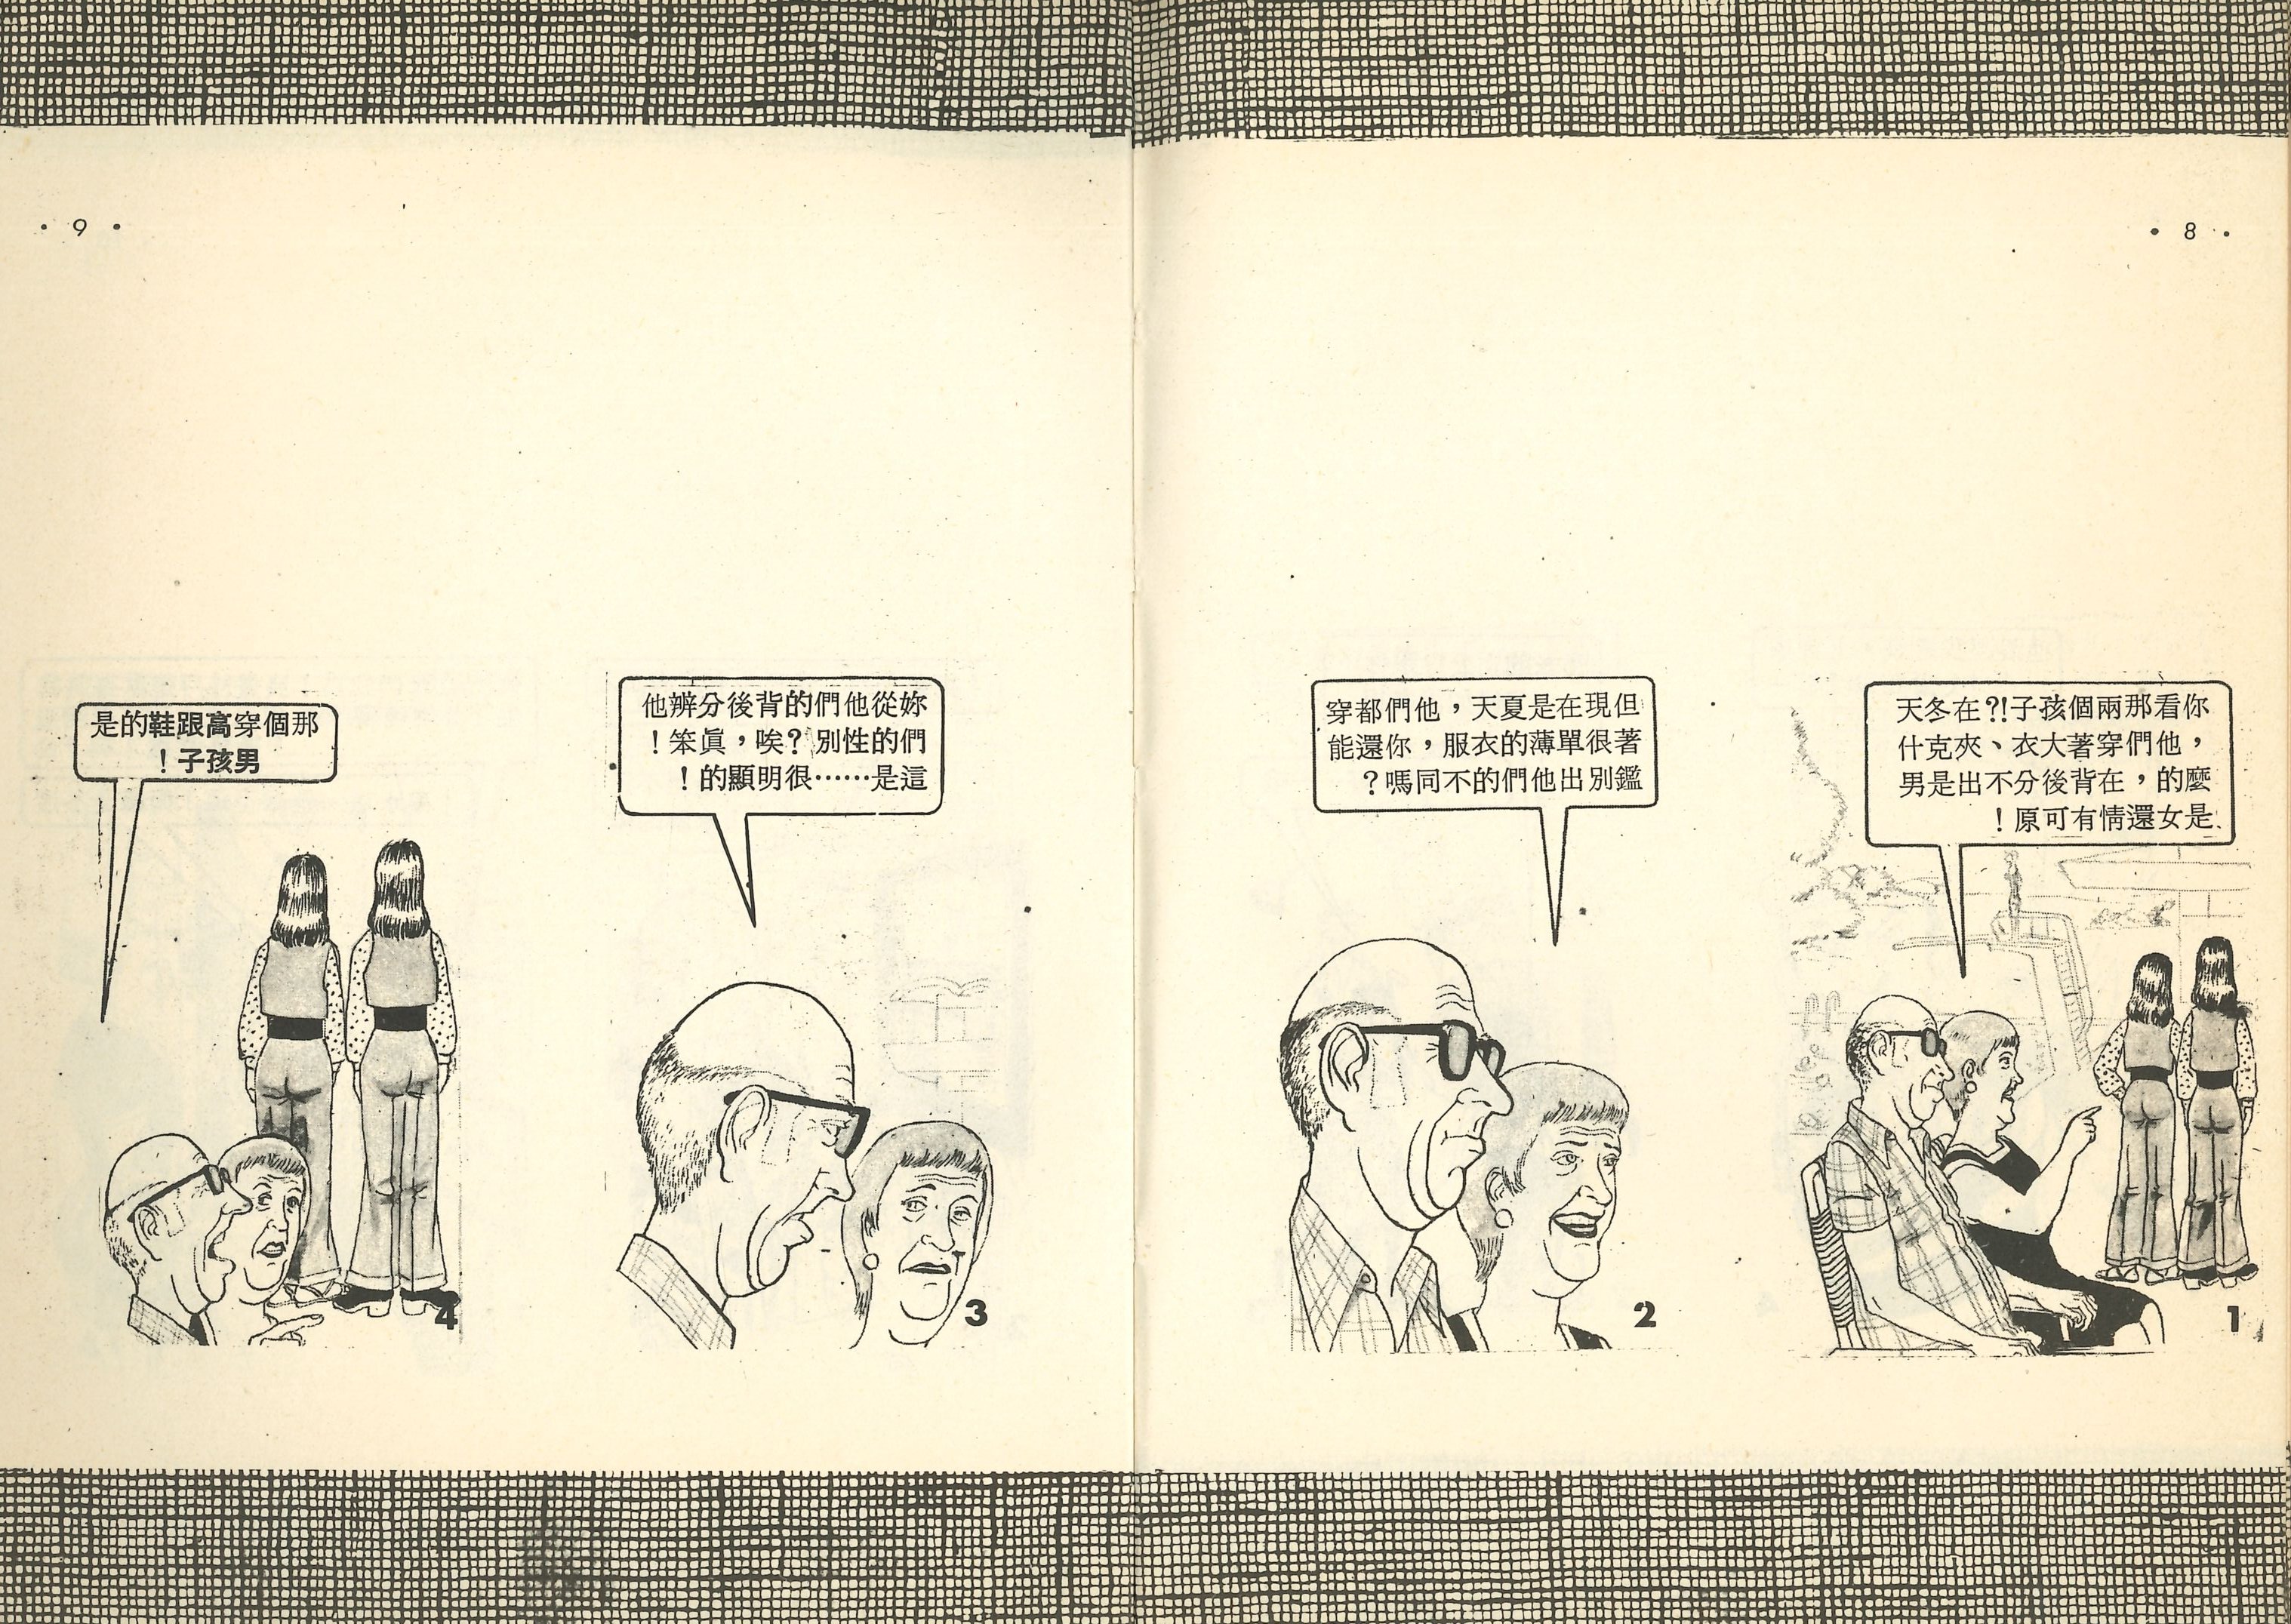 • 8 •
你看那兩個孩子?!在冬天
，他們穿著大衣、夾克什
麼的，在背後分不出是男
是女還情有可原！
1
但現在是夏天，他們都穿
著很單薄的衣服，你還能
鑑別出他們的不同嗎？
2
• 9 •
妳從他們的背後分辨他
們的性別？唉，眞笨！
這是……很明顯的！
3
那個穿高跟鞋的是
男孩子！
4